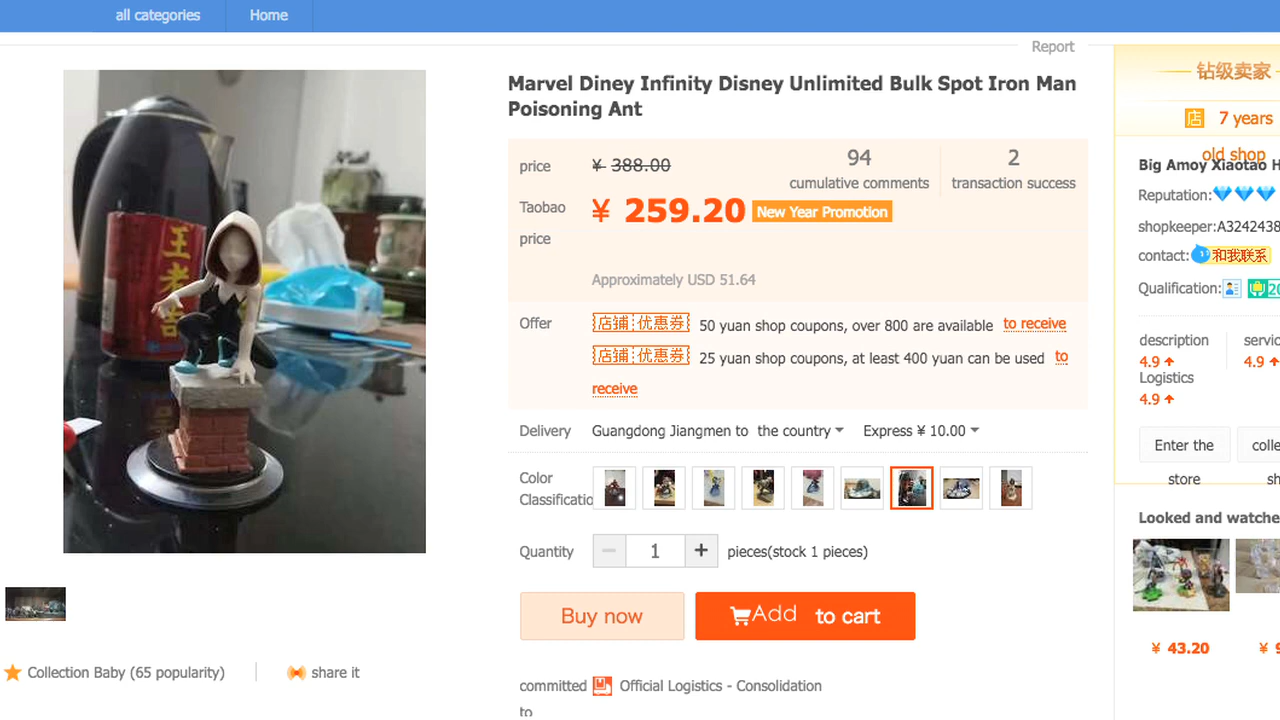 all categories
Home
Report
Marvel Diney Infinity Disney Unlimited Bulk Spot Iron Man
Poisoning Ant
price
¥ 388.00
94
cumulative comments
2
transaction success
Taobao
price
¥ 259.20
New Year Promotion
Approximately USD 51.64
Offer
店铺 优惠券 50 yuan shop coupons, over 800 are available to receive
店铺 优惠券 25 yuan shop coupons, at least 400 yuan can be used to
receive
Delivery
Guangdong Jiangmen to the country
Express ¥ 10.00
Color
Classificatio
Quantity
1
pieces(stock 1 pieces)
Buy now
Add to cart
committed
to
Official Logistics - Consolidation
王老吉
Collection Baby (65 popularity)
share it
钻级卖家
店 7 years
old shop
Big Amoy Xiaotao H
Reputation:
shopkeeper:A3242438
contact: 和我联系
Qualification:
description
4.9
servic
4.9
Logistics
4.9
Enter the
store
colle
sh
Looked and watche
¥ 43.20
¥ 9